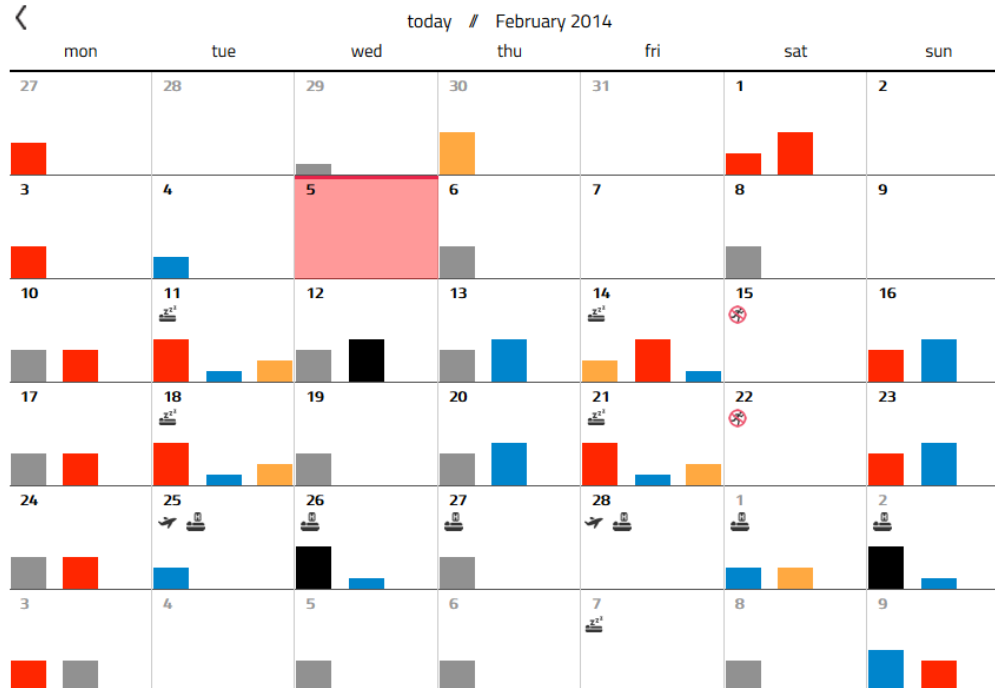 today // February 2014
mon tue wed thu fri sat sun
27 28 29 30 31 1 2
3 4 5 6 7 8 9
10 11 12 13 14 15 16
17 18 19 20 21 22 23
24 25 26 27 28 1 2
3 4 5 6 7 8 9